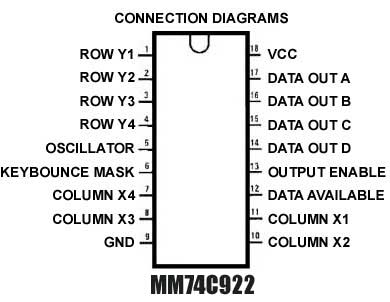 CONNECTION DIAGRAMS
ROW Y1 1 18 VCC
ROW Y2 2 17 DATA OUT A
ROW Y3 3 16 DATA OUT B
ROW Y4 4 15 DATA OUT C
OSCILLATOR 5 14 DATA OUT D
KEYBOUNCE MASK 6 13 OUTPUT ENABLE
COLUMN X4 7 12 DATA AVAILABLE
COLUMN X3 8 11 COLUMN X1
GND 9 10 COLUMN X2
MM74C922